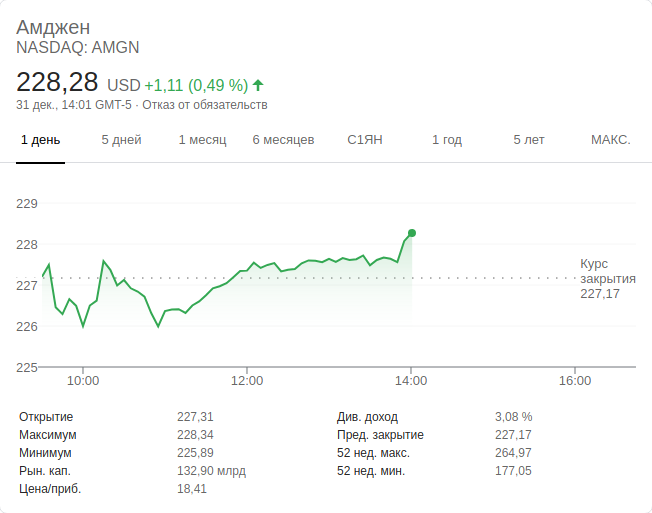 Амджен
NASDAQ: AMGN
228,28 USD +1,11 (0,49 %)
31 дек., 14:01 GMT-5 · Отказ от обязательств
1 день 5 дней 1 месяц 6 месяцев С1ЯН 1 год 5 лет МАКС.
229
228
227
226
225
Курс
закрытия
227,17
10:00 12:00 14:00 16:00
Открытие 227,31 Див. доход 3,08 %
Максимум 228,34 Пред. закрытие 227,17
Минимум 225,89 52 нед. макс. 264,97
Рын. кап. 132,90 млрд 52 нед. мин. 177,05
Цена/приб. 18,41